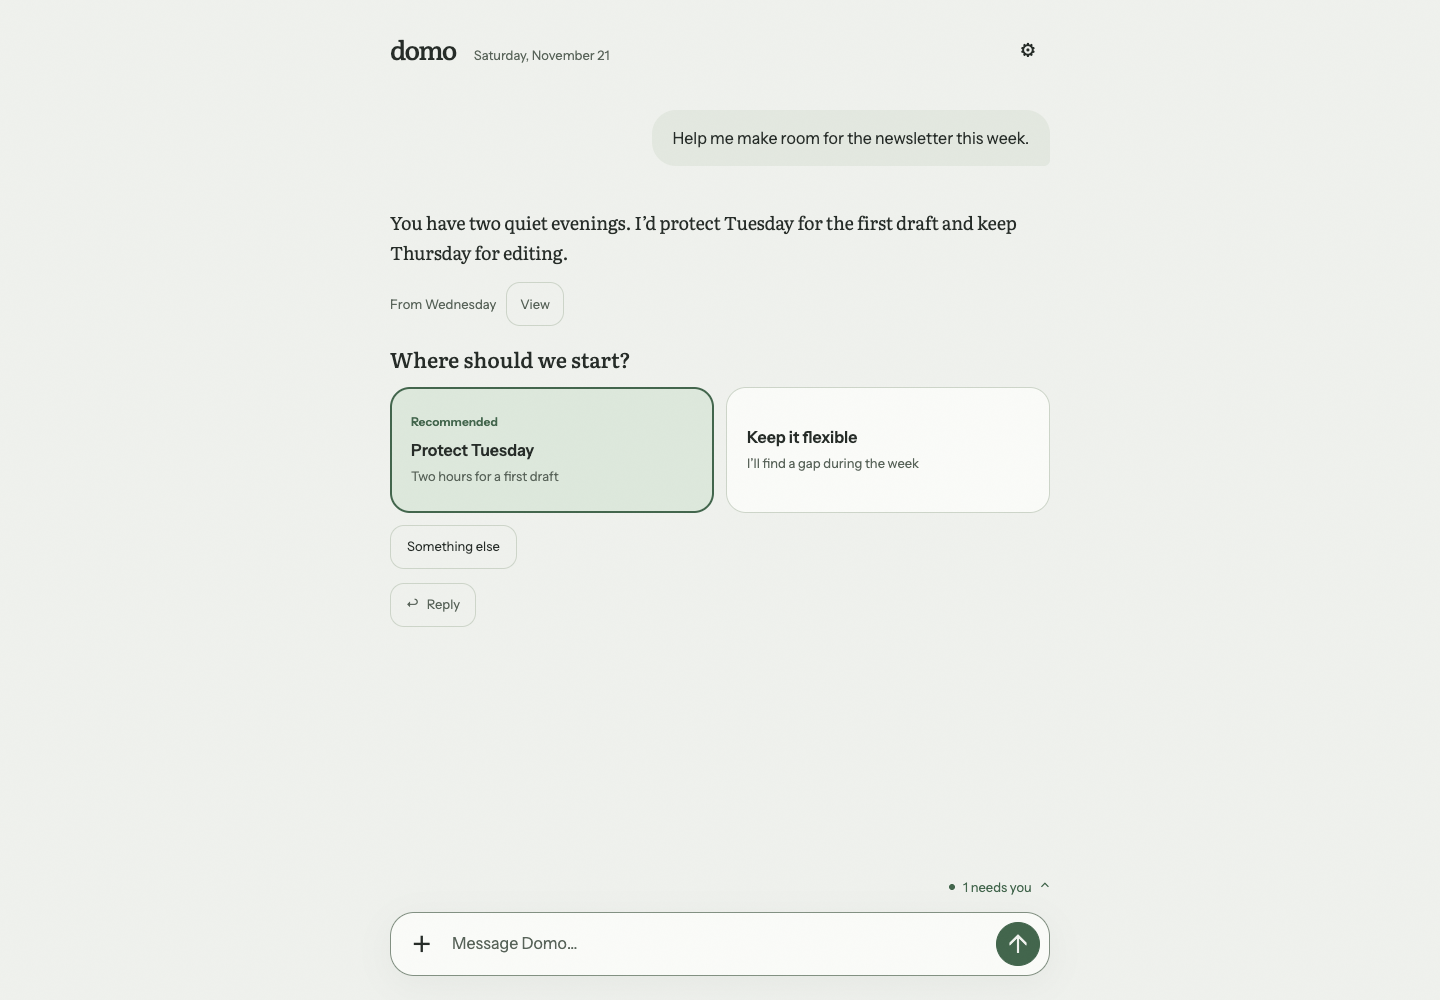 domo
Saturday, November 21
Help me make room for the newsletter this week.
You have two quiet evenings. I’d protect Tuesday for the first draft and keep
Thursday for editing.
From Wednesday
View
Where should we start?
Recommended
Protect Tuesday
Two hours for a first draft
Keep it flexible
I’ll find a gap during the week
Something else
Reply
1 needs you
Message Domo…